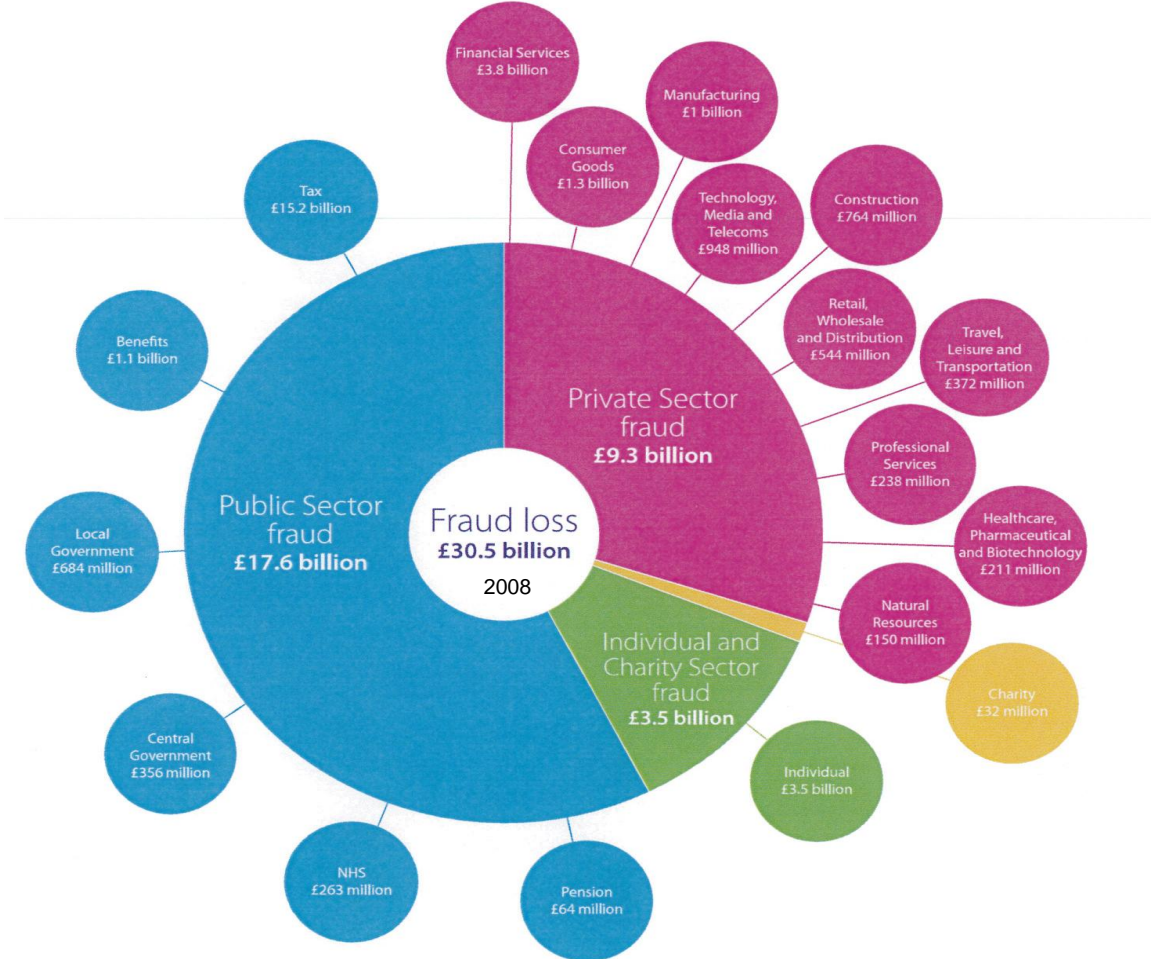 Financial Services
£3.8 billion
Manufacturing
£1 billion
Consumer
Goods
£1.3 billion
Technology,
Media and
Telecoms
£948 million
Construction
£764 million
Tax
£15.2 billion
Retail,
Wholesale
and Distribution
£544 million
Travel,
Leisure and
Transportation
£372 million
Benefits
£1.1 billion
Private Sector
fraud
£9.3 billion
Professional
Services
£238 million
Public Sector
fraud
£17.6 billion
Fraud loss
£30.5 billion
2008
Local
Government
£684 million
Healthcare,
Pharmaceutical
and Biotechnology
£211 million
Natural
Resources
£150 million
Individual and
Charity Sector
fraud
£3.5 billion
Charity
£32 million
Central
Government
£356 million
Individual
£3.5 billion
NHS
£263 million
Pension
£64 million